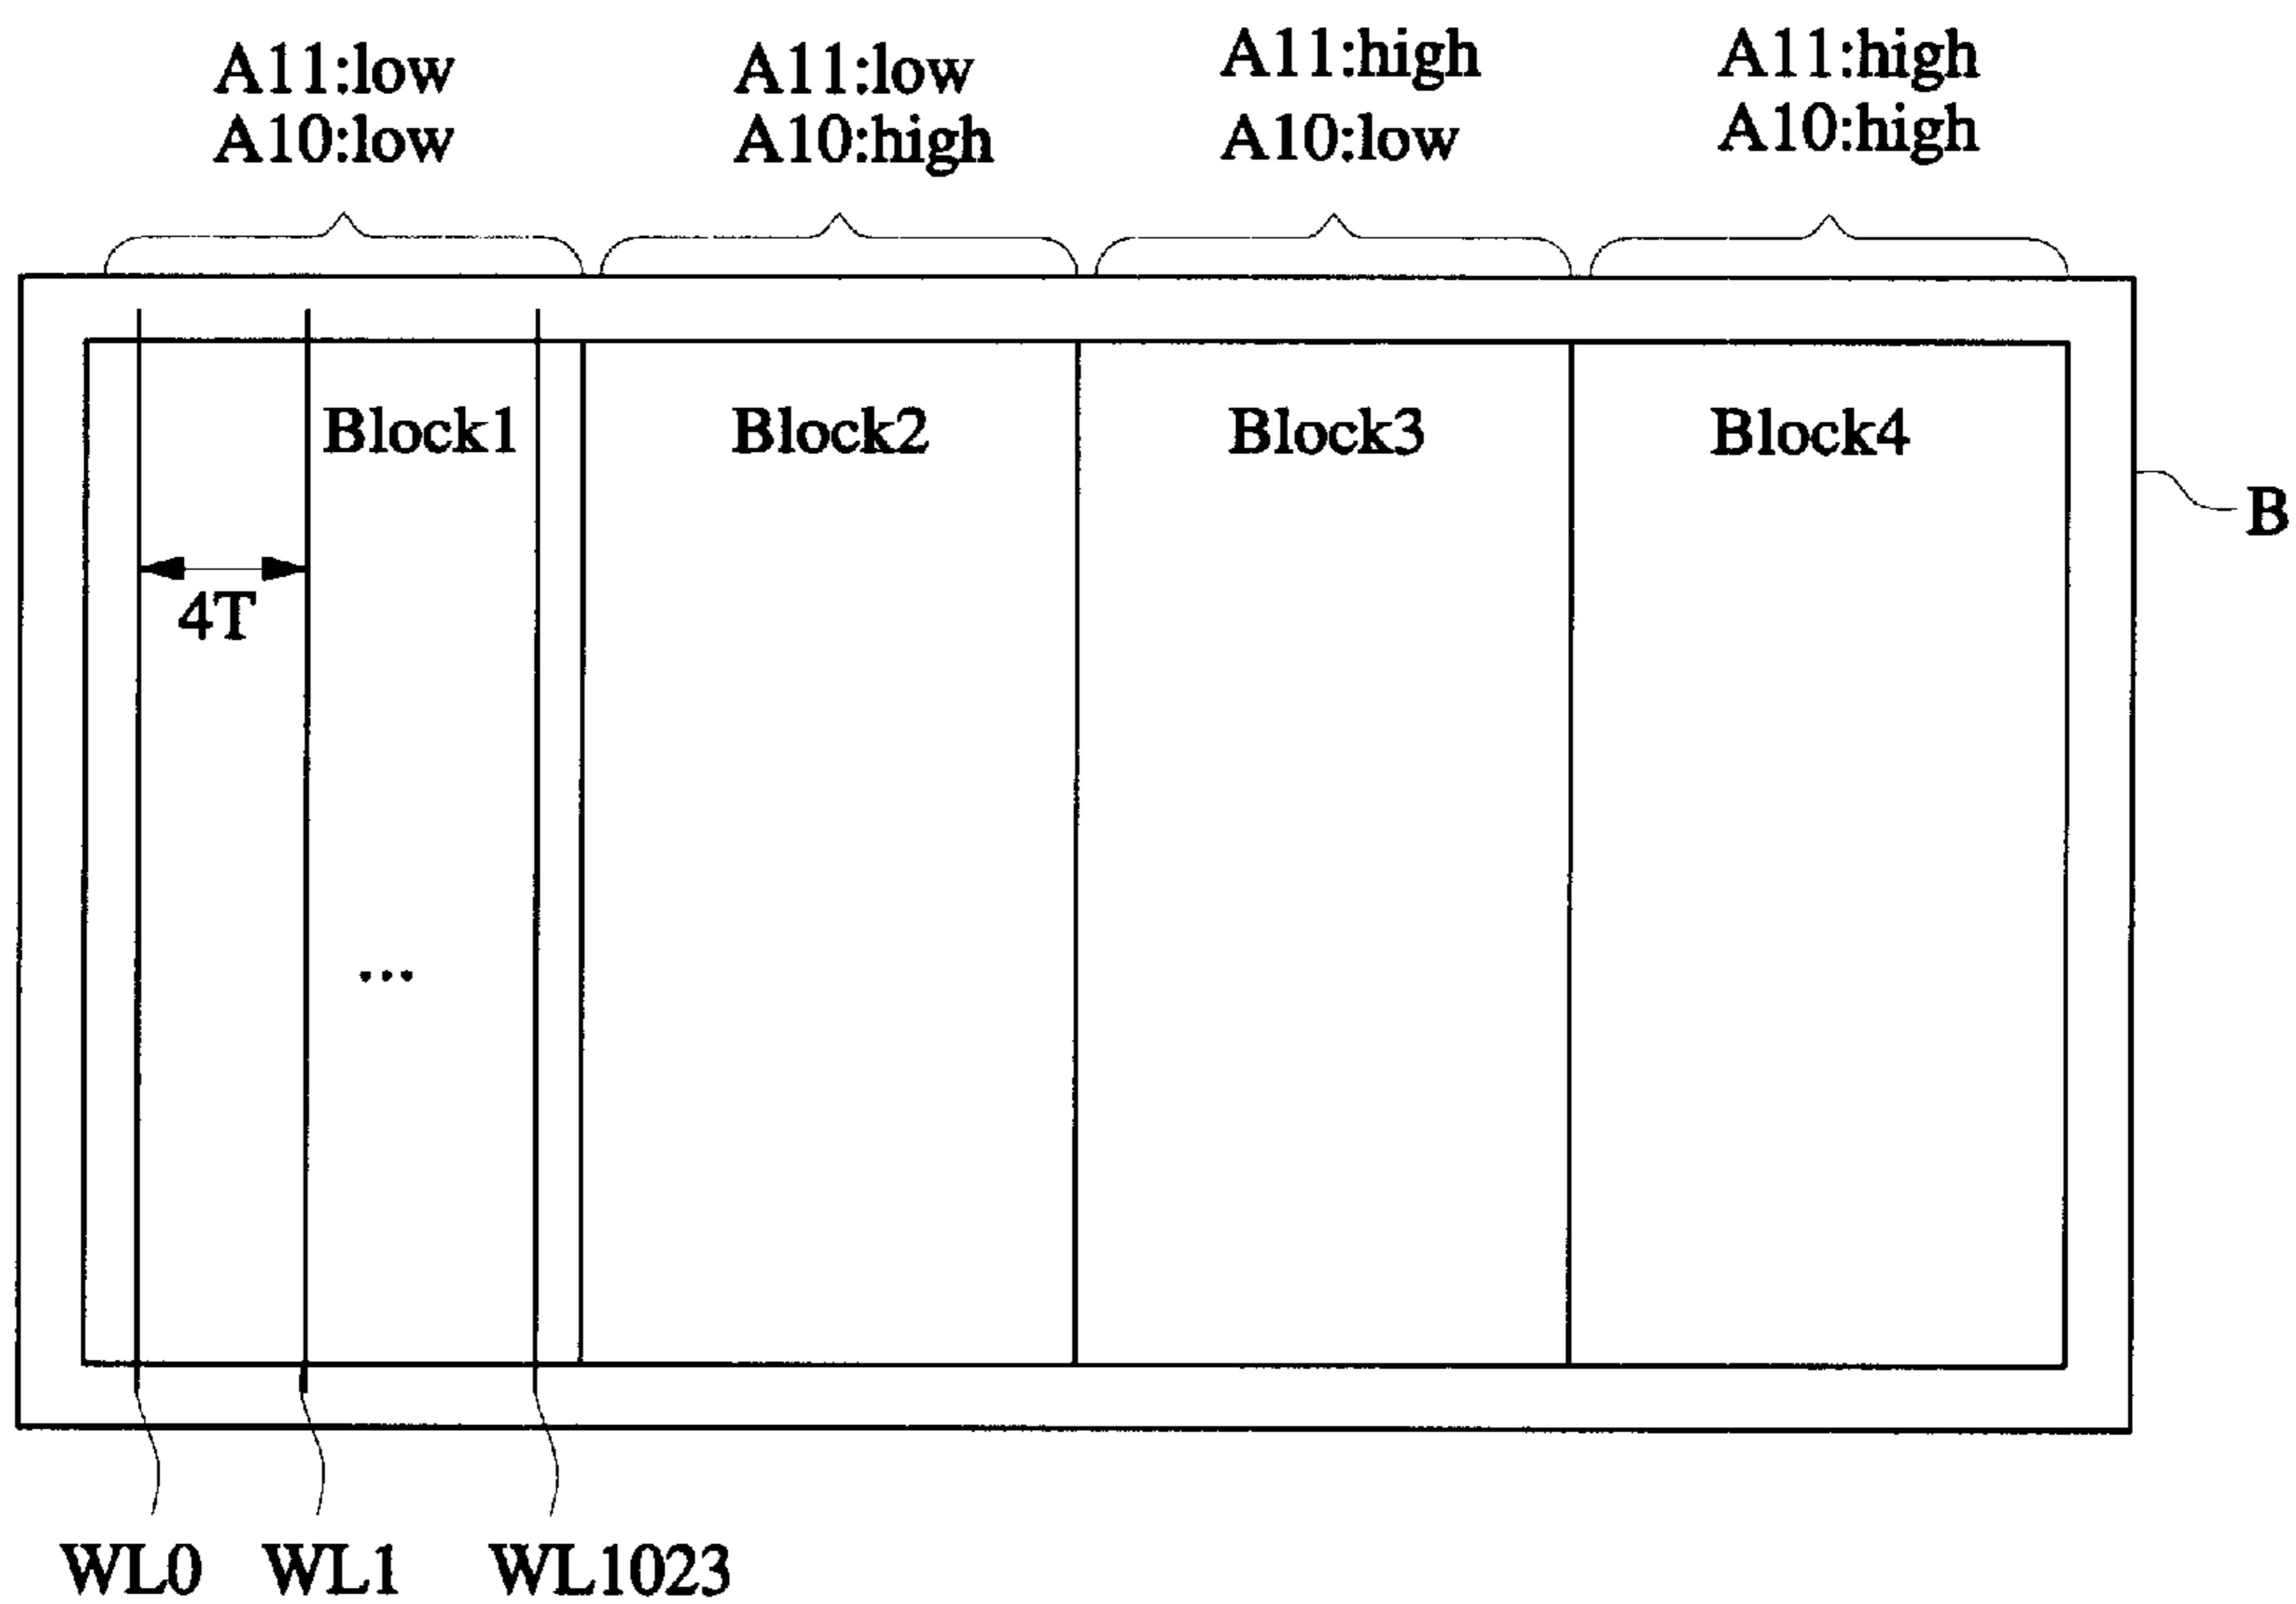 A11:low
A10:low
A11:low
A10:high
A11:high
A10:low
A11:high
A10:high
Block1
Block2
Block3
Block4
B
4T
...
WL0
WL1
WL1023